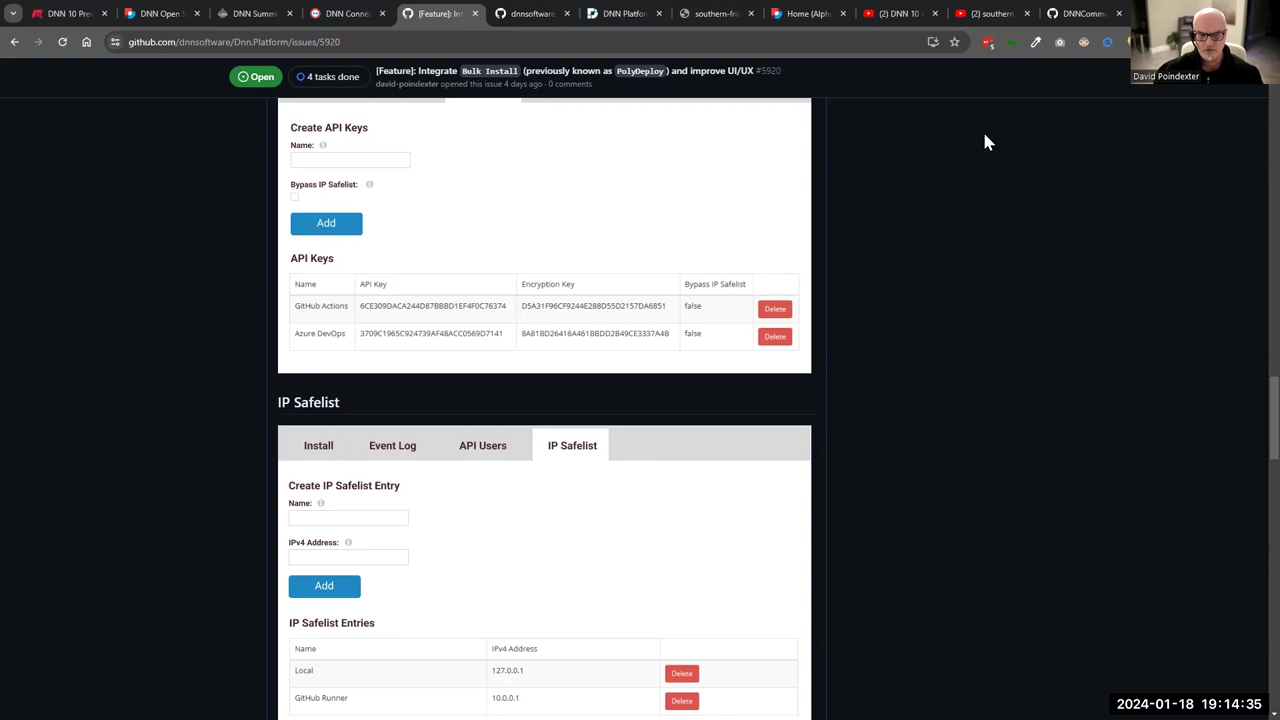 DNN 10 Pres
DNN Open S
DNN Summi
DNN Connec
[Feature]: Int
dnnsoftware
DNN Platfo
southern-fri
Home (Alph
(2) DNN 10 A
(2) southern
DNNCommu
github.com/dnnsoftware/Dnn.Platform/issues/5920
David Poindexter
Open
4 tasks done
[Feature]: Integrate Bulk Install (previously known as PolyDeploy) and improve UI/UX #5920
david-poindexter opened this issue 4 days ago · 0 comments
Create API Keys
Name:
Bypass IP Safelist:
Add
API Keys
Name API Key Encryption Key Bypass IP Safelist
GitHub Actions 6CE309DACA244D87BBBD1EF4F0C76374 D5A31F96CF9244E288D55D2157DA6851 false Delete
Azure DevOps 3709C1965C924739AF48ACC0569D7141 8A81BD26416A461BBDD2B49CE3337A4B false Delete
IP Safelist
Install Event Log API Users IP Safelist
Create IP Safelist Entry
Name:
IPv4 Address:
Add
IP Safelist Entries
Name IPv4 Address
Local 127.0.0.1 Delete
GitHub Runner 10.0.0.1 Delete
2024-01-18 19:14:35